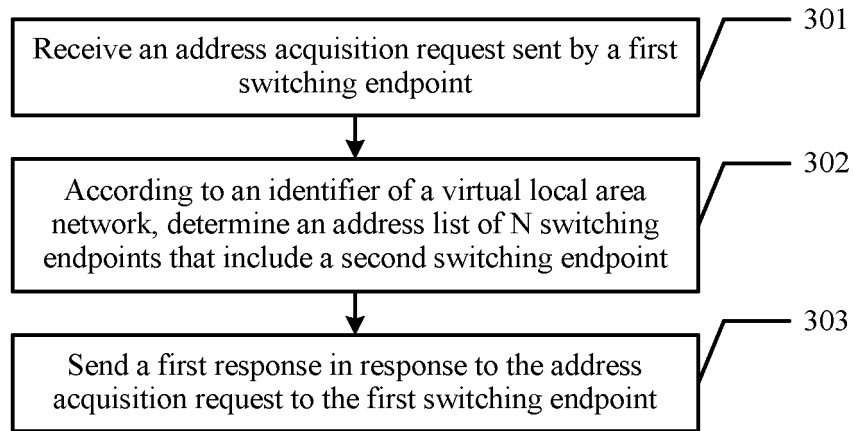 301
Receive an address acquisition request sent by a first
switching endpoint
302
According to an identifier of a virtual local area
network, determine an address list of N switching
endpoints that include a second switching endpoint
303
Send a first response in response to the address
acquisition request to the first switching endpoint